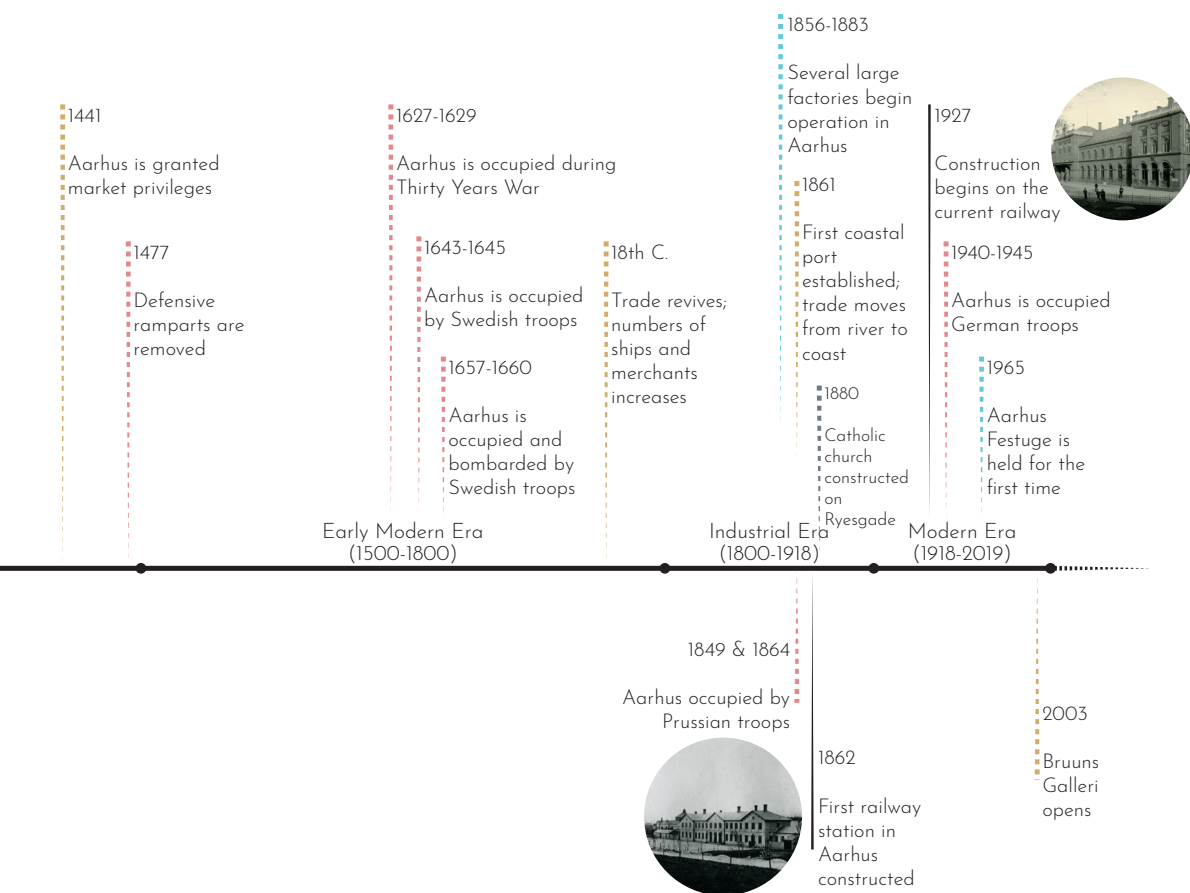 1441
Aarhus is granted
market privileges
1477
Defensive
ramparts are
removed
1627-1629
Aarhus is occupied during
Thirty Years War
1643-1645
Aarhus is occupied
by Swedish troops
1657-1660
Aarhus is
occupied and
bombarded by
Swedish troops
18th C.
Trade revives;
numbers of
ships and
merchants
increases
1856-1883
Several large
factories begin
operation in
Aarhus
1861
First coastal
port
established;
trade moves
from river to
coast
1880
Catholic
church
constructed
on
Ryesgade
1927
Construction
begins on the
current railway
1940-1945
Aarhus is occupied
German troops
1965
Aarhus
Festuge is
held for the
first time
Early Modern Era
(1500-1800)
Industrial Era
(1800-1918)
Modern Era
(1918-2019)
1849 & 1864
Aarhus occupied by
Prussian troops
1862
First railway
station in
Aarhus
constructed
2003
Bruuns
Galleri
opens